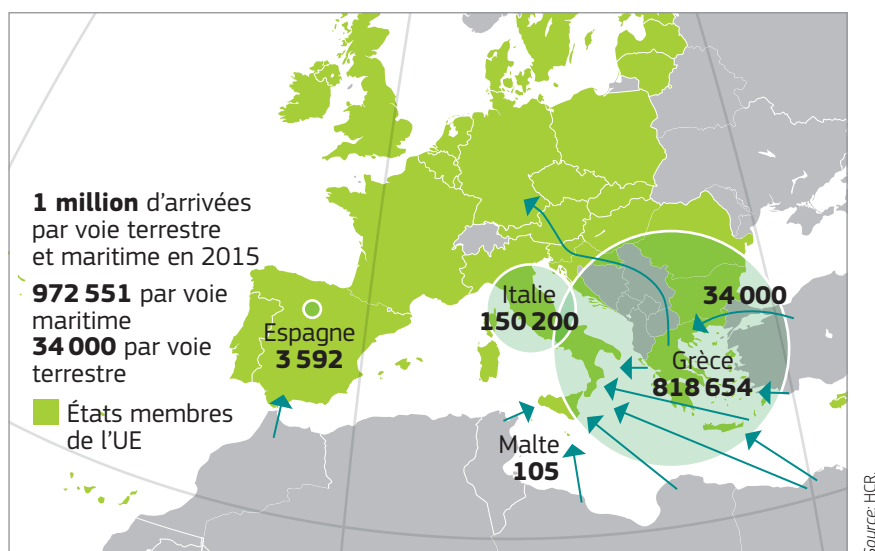 1 million d'arrivées
par voie terrestre
et maritime en 2015
972 551 par voie
maritime
34 000 par voie
terrestre
États membres
de l'UE
Espagne
3 592
Italie
150 200
34 000
Grèce
818 654
Malte
105
Source: HCR.